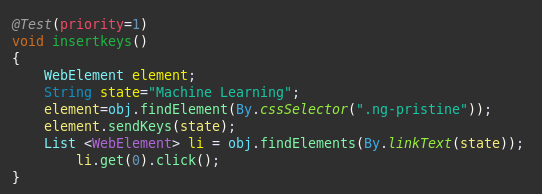 @Test(priority=1)
void insertkeys()
{
    WebElement element;
    String state="Machine Learning";
    element=obj.findElement(By.cssSelector(".ng-pristine"));
    element.sendKeys(state);
    List <WebElement> li = obj.findElements(By.linkText(state));
        li.get(0).click();
}